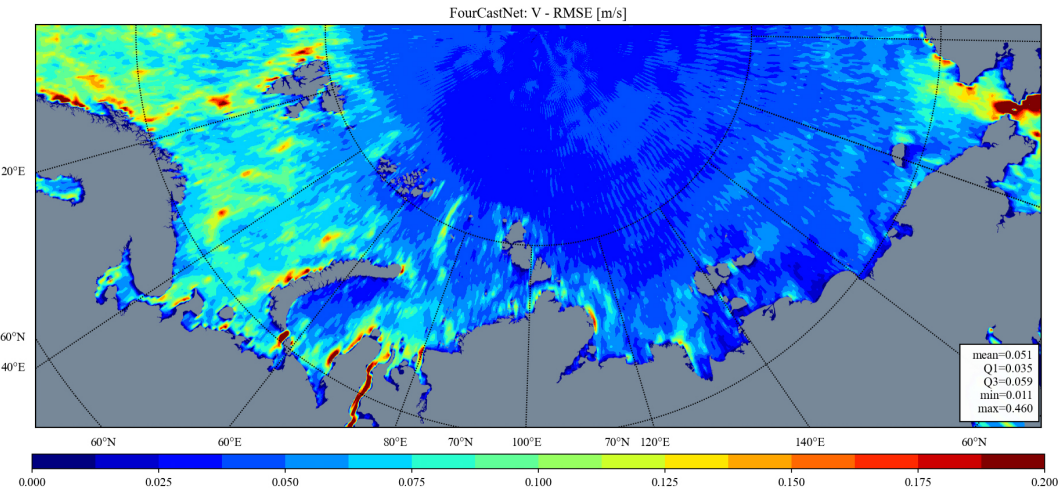 FourCastNet: V - RMSE [m/s]
20°E
60°N
40°E
mean=0.051
Q1=0.035
Q3=0.059
min=0.011
max=0.460
60°N 60°E 80°E 70°N 100°E 70°N 120°E 140°E 60°N
0.000 0.025 0.050 0.075 0.100 0.125 0.150 0.175 0.200